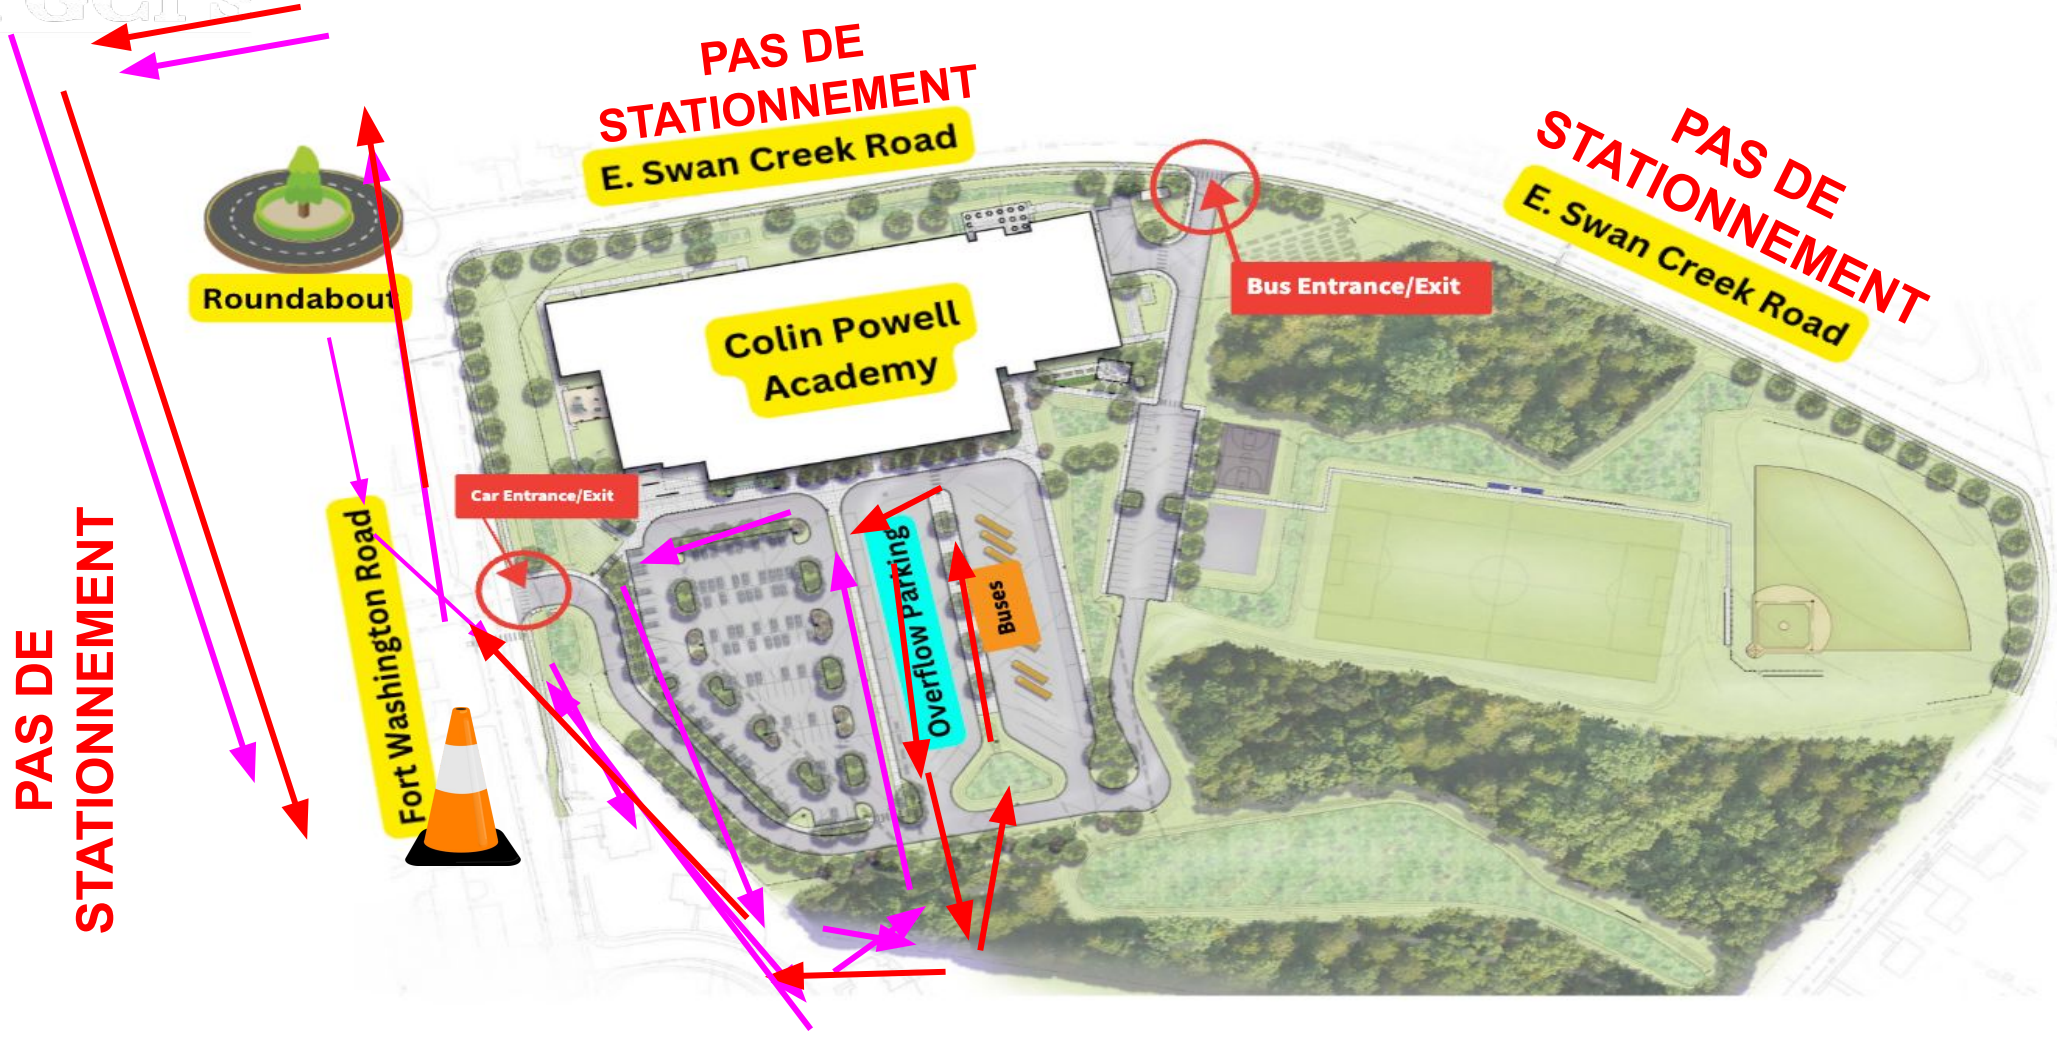 PAS DE
STATIONNEMENT
E. Swan Creek Road
PAS DE
STATIONNEMENT
E. Swan Creek Road
Roundabout
Bus Entrance/Exit
Colin Powell
Academy
Car Entrance/Exit
Fort Washington Road
Overflow Parking
Buses
PAS DE
STATIONNEMENT